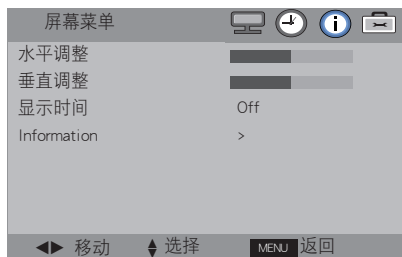 屏幕菜单
水平调整
垂直调整
显示时间 Off
Information >
移动 选择 MENU 返回